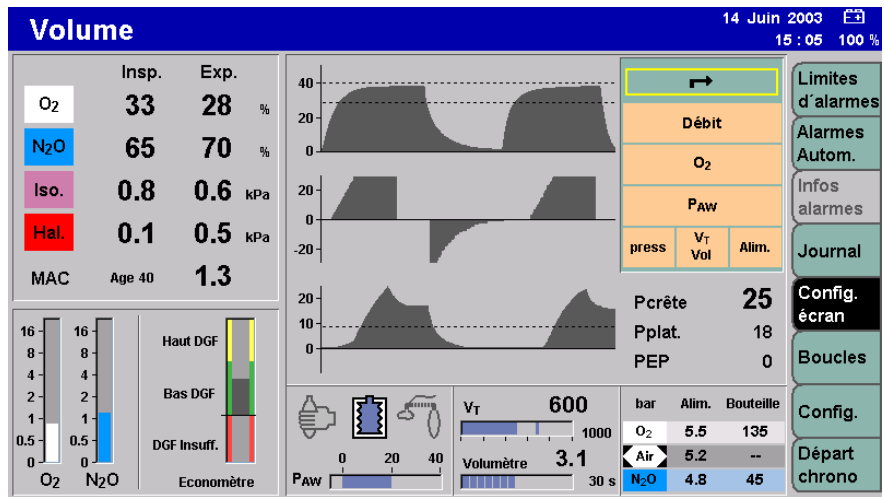 Volume
14 Juin 2003
15 : 05 100 %
Insp. Exp.
O2 33 28 %
N2O 65 70 %
Iso. 0.8 0.6 kPa
Hal. 0.1 0.5 kPa
MAC Age 40 1.3
40
20
0
20
0
-20
20
10
0
Débit
O2
PAW
press VT Vol Alim.
Pcrête 25
Pplat. 18
PEP 0
Limites d´alarmes
Alarmes Autom.
Infos alarmes
Journal
Config. écran
Boucles
Config.
Départ chrono
16 16
8 8
4 4
2 2
1 1
0.5 0.5
0 0
O2 N2O
Haut DGF
Bas DGF
DGF Insuff.
Economètre
0 20 40
PAW
VT 600
1000
Volumètre 3.1
30 s
bar Alim. Bouteille
O2 5.5 135
Air 5.2 --
N2O 4.8 45